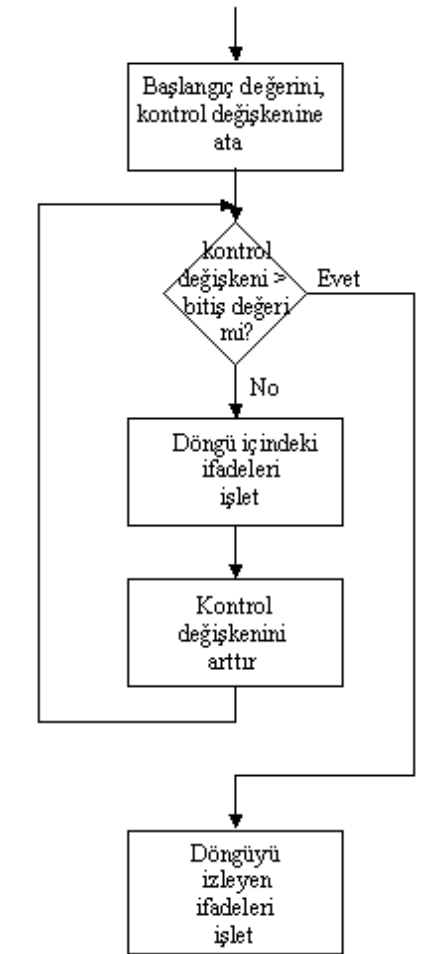 Başlangıç değerini,
kontrol değişkenine
ata
kontrol
değişkeni >
bitiş değeri
mi?
Evet
No
Döngü içindeki
ifadeleri
işlet
Kontrol
değişkenini
arttır
Döngüyü
izleyen
ifadeleri
işlet